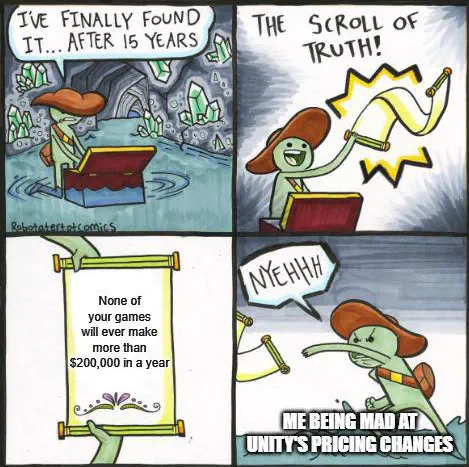 I'VE FINALLY FOUND
IT... AFTER 15 YEARS
THE SCROLL OF
TRUTH!
Robotatertotcomics
None of
your games
will ever make
more than
$200,000 in a year
NYEHHH
ME BEING MAD AT
UNITY'S PRICING CHANGES